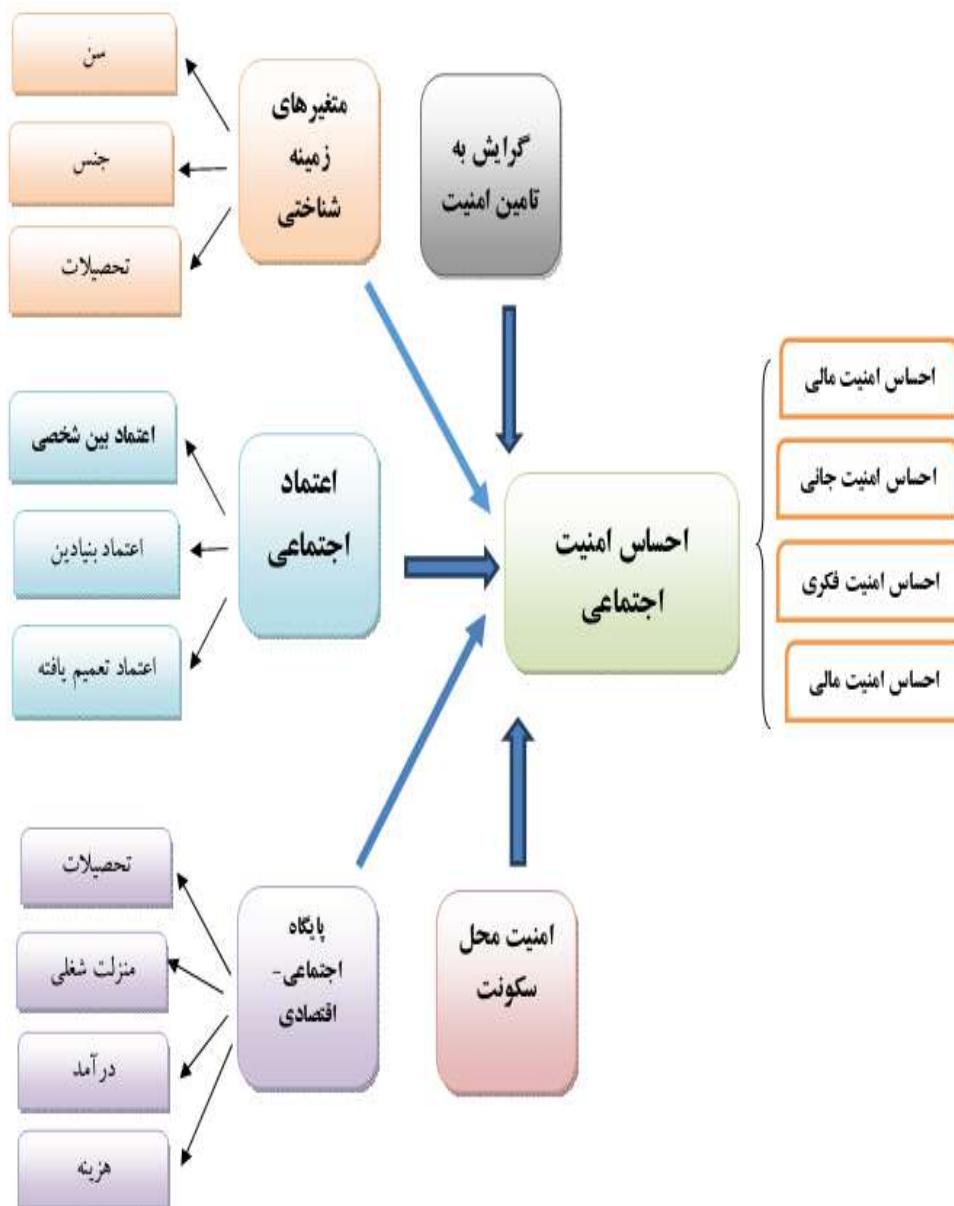 سن
جنس
تحصیلات
متغیرهای
زمینه
شناختی
گرایش به
تامین امنیت
احساس امنیت مالی
احساس امنیت جانی
احساس امنیت فکری
احساس امنیت مالی
احساس امنیت
اجتماعی
اعتماد
اجتماعی
اعتماد بین شخصی
اعتماد بنیادین
اعتماد تعمیم یافته
امنیت محل
سکونت
پایگاه
اجتماعی-
اقتصادی
تحصیلات
منزلت شغلی
درآمد
هزینه